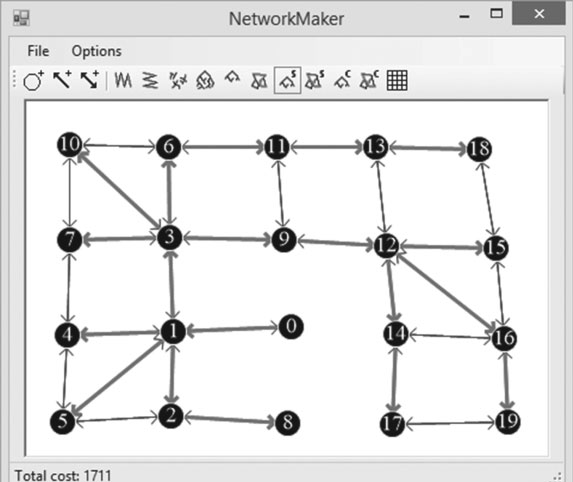 NetworkMaker
File Options
10 6 11 13 18
7 3 9 12 15
4 1 0 14 16
5 2 8 17 19
Total cost: 1711